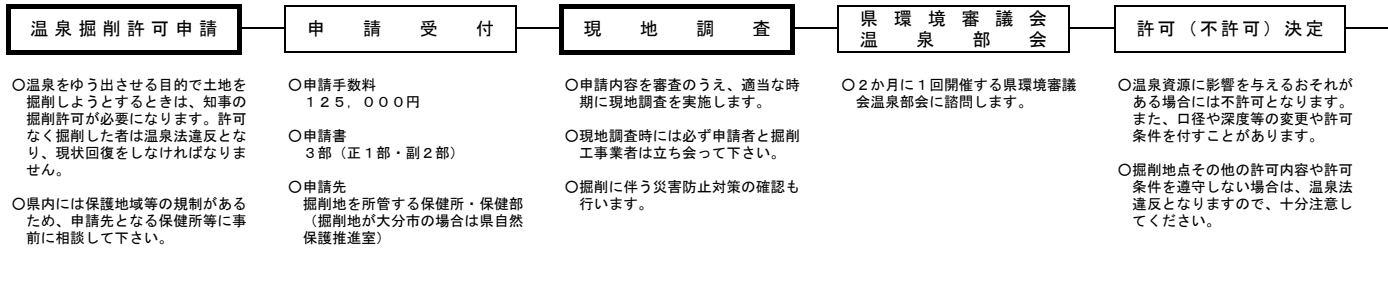 温泉掘削許可申請
○温泉をゆう出させる目的で土地を
掘削しようとするときは、知事の
掘削許可が必要になります。許可
なく掘削した者は温泉法違反とな
り、現状回復をしなければなりま
せん。
○県内には保護地域等の規制がある
ため、申請先となる保健所等に事
前に相談して下さい。
申請受付
○申請手数料
１２５，０００円
○申請書
３部（正１部・副２部）
○申請先
掘削地を所管する保健所・保健部
（掘削地が大分市の場合は県自然
保護推進室）
現地調査
○申請内容を審査のうえ、適当な時
期に現地調査を実施します。
○現地調査時には必ず申請者と掘削
工事業者は立ち会って下さい。
○掘削に伴う災害防止対策の確認も
行います。
県環境審議会
温泉部会
○２か月に１回開催する県環境審議
会温泉部会に諮問します。
許可（不許可）決定
○温泉資源に影響を与えるおそれが
ある場合には不許可となります。
また、口径や深度等の変更や許可
条件を付すことがあります。
○掘削地点その他の許可内容や許可
条件を遵守しない場合は、温泉法
違反となりますので、十分注意し
てください。